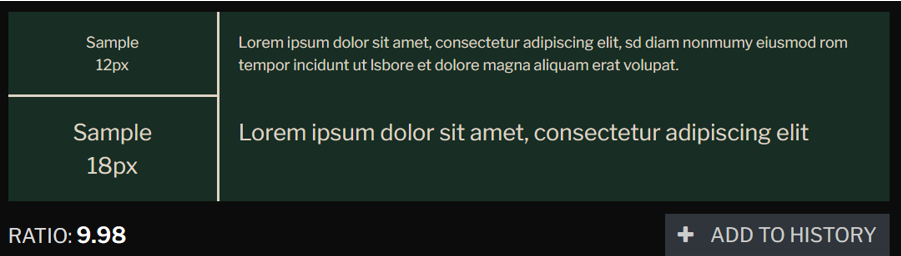 Sample
12px
Lorem ipsum dolor sit amet, consectetur adipiscing elit, sd diam nonmumy eiusmod rom
tempor incidunt ut lsbore et dolore magna aliquam erat volupat.
Sample
18px
Lorem ipsum dolor sit amet, consectetur adipiscing elit
RATIO: 9.98
+ ADD TO HISTORY